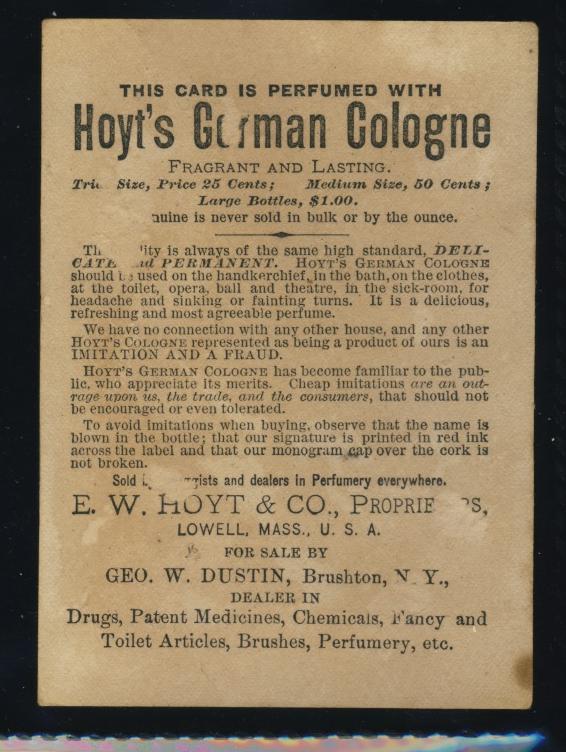 THIS CARD IS PERFUMED WITH
Hoyt's German Cologne
FRAGRANT AND LASTING.
Size, Price 25 Cents; Medium Size, 50 Cents;
Large Bottles, $1.00.
is never sold in bulk or by the ounce.
is always of the same high standard, DELI-
CATE and PERMANENT. HOYT'S GERMAN COLOGNE
should be used on the handkerchief, in the bath, on the clothes,
at the toilet, opera, ball and theatre, in the sick-room, for
headache and sinking or fainting turns. It is a delicious,
refreshing and most agreeable perfume.
We have no connection with any other house, and any other
HOYT'S COLOGNE represented as being a product of ours is an
IMITATION AND A FRAUD.
HOYT'S GERMAN COLOGNE has become familiar to the pub-
lic, who appreciate its merits. Cheap imitations are an out-
rage upon us, the trade, and the consumers, that should not
be encouraged or even tolerated.
To avoid imitations when buying, observe that the name is
blown in the bottle; that our signature is printed in red ink
across the label and that our monogram cap over the cork is
not broken.
Sold and dealers in Perfumery everywhere.
E. W. HOYT & CO.,
LOWELL, MASS., U. S. A.
FOR SALE BY
GEO. W. DUSTIN, Brushton, N. Y.,
DEALER IN
Drugs, Patent Medicines, Chemicals, Fancy and
Toilet Articles, Brushes, Perfumery, etc.